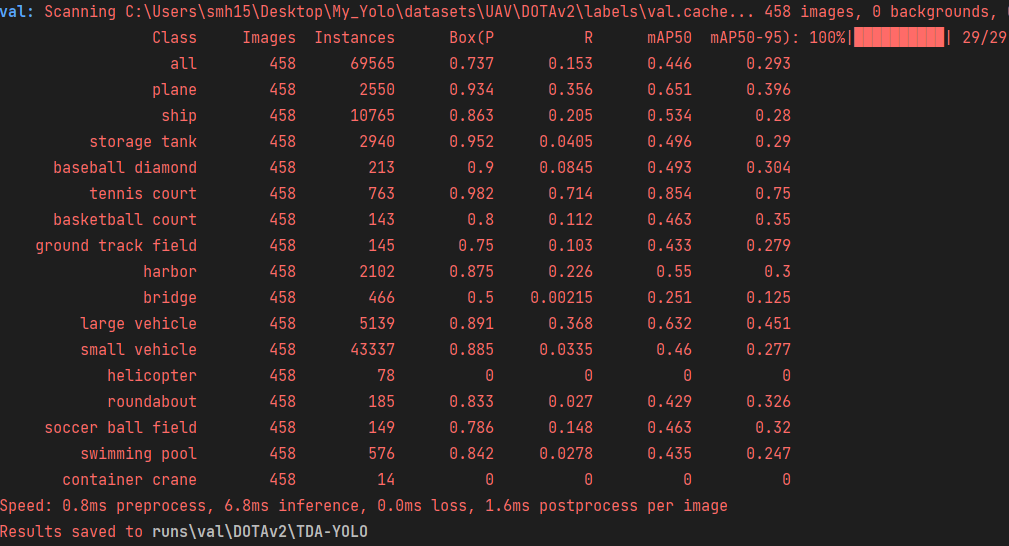 val: Scanning C:\Users\smh15\Desktop\My_Yolo\datasets\UAV\DOTAv2\labels\val.cache... 458 images, 0 backgrounds,
Class Images Instances Box(P R mAP50 mAP50-95): 100%|██████████| 29/29
all 458 69565 0.737 0.153 0.446 0.293
plane 458 2550 0.934 0.356 0.651 0.396
ship 458 10765 0.863 0.205 0.534 0.28
storage tank 458 2940 0.952 0.0405 0.496 0.29
baseball diamond 458 213 0.9 0.0845 0.493 0.304
tennis court 458 763 0.982 0.714 0.854 0.75
basketball court 458 143 0.8 0.112 0.463 0.35
ground track field 458 145 0.75 0.103 0.433 0.279
harbor 458 2102 0.875 0.226 0.55 0.3
bridge 458 466 0.5 0.00215 0.251 0.125
large vehicle 458 5139 0.891 0.368 0.632 0.451
small vehicle 458 43337 0.885 0.0335 0.46 0.277
helicopter 458 78 0 0 0 0
roundabout 458 185 0.833 0.027 0.429 0.326
soccer ball field 458 149 0.786 0.148 0.463 0.32
swimming pool 458 576 0.842 0.0278 0.435 0.247
container crane 458 14 0 0 0 0
Speed: 0.8ms preprocess, 6.8ms inference, 0.0ms loss, 1.6ms postprocess per image
Results saved to runs\val\DOTAv2\TDA-YOLO